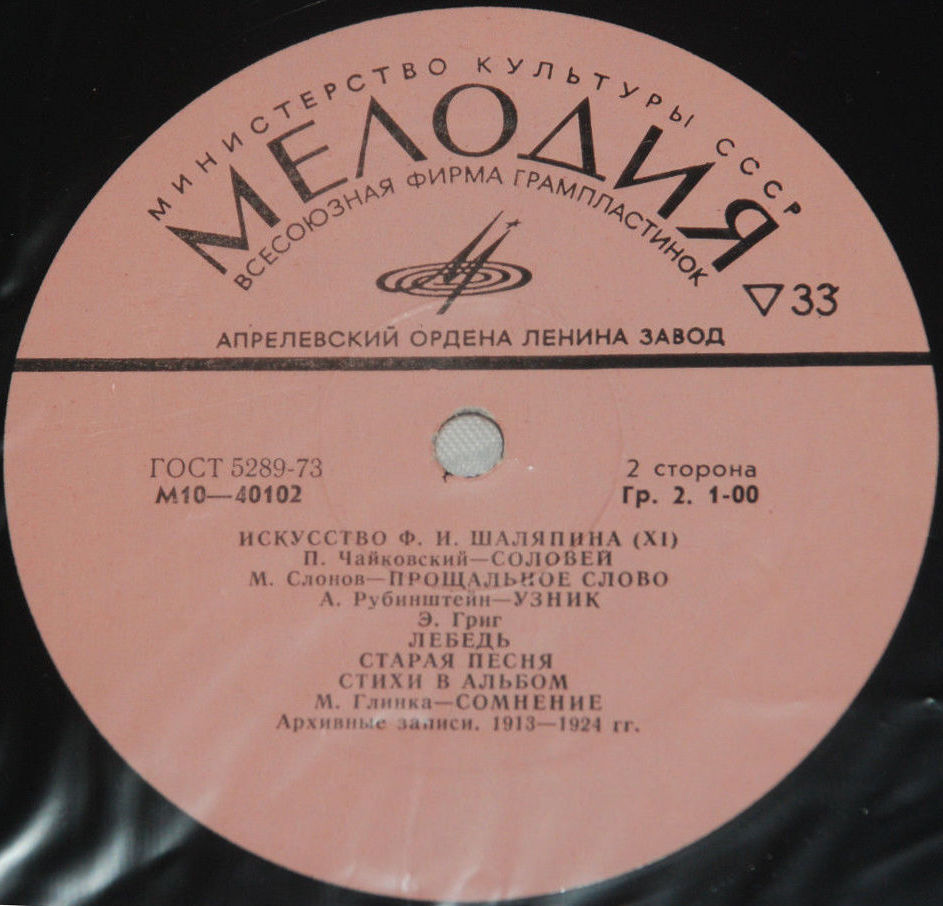 МИНИСТЕРСТВО КУЛЬТУРЫ СССР
МЕЛОДИЯ
ВСЕСОЮЗНАЯ ФИРМА ГРАМПЛАСТИНОК
33
АПРЕЛЕВСКИЙ ОРДЕНА ЛЕНИНА ЗАВОД
ГОСТ 5289-73
2 сторона
М10—40102
Гр. 2. 1-00
ИСКУССТВО Ф. И. ШАЛЯПИНА (XI)
П. Чайковский—СОЛОВЕЙ
М. Слонов—ПРОЩАЛЬНОЕ СЛОВО
А. Рубинштейн—УЗНИК
Э. Григ
ЛЕБЕДЬ
СТАРАЯ ПЕСНЯ
СТИХИ В АЛЬБОМ
М. Глинка—СОМНЕНИЕ
Архивные записи. 1913—1924 гг.